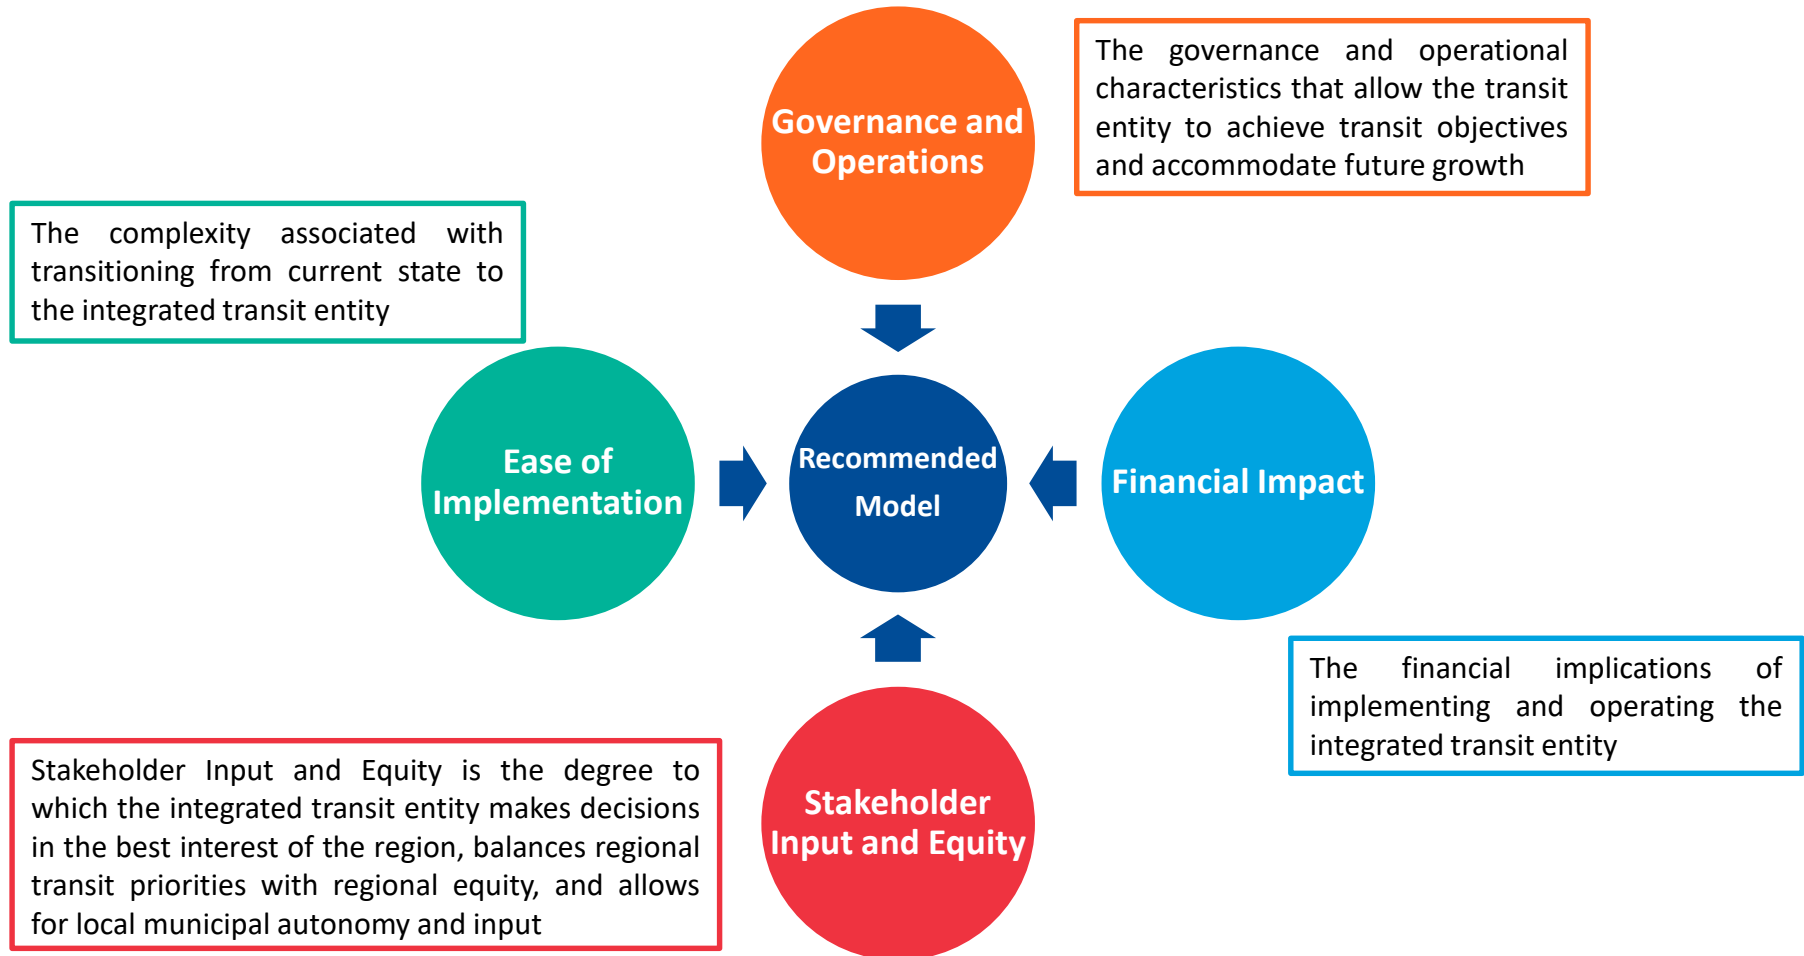 Governance and
Operations
The governance and operational
characteristics that allow the transit
entity to achieve transit objectives
and accommodate future growth
The complexity associated with
transitioning from current state to
the integrated transit entity
Ease of
Implementation
Recommended
Model
Financial Impact
The financial implications of
implementing and operating the
integrated transit entity
Stakeholder Input and Equity is the degree to
which the integrated transit entity makes decisions
in the best interest of the region, balances regional
transit priorities with regional equity, and allows
for local municipal autonomy and input
Stakeholder
Input and Equity